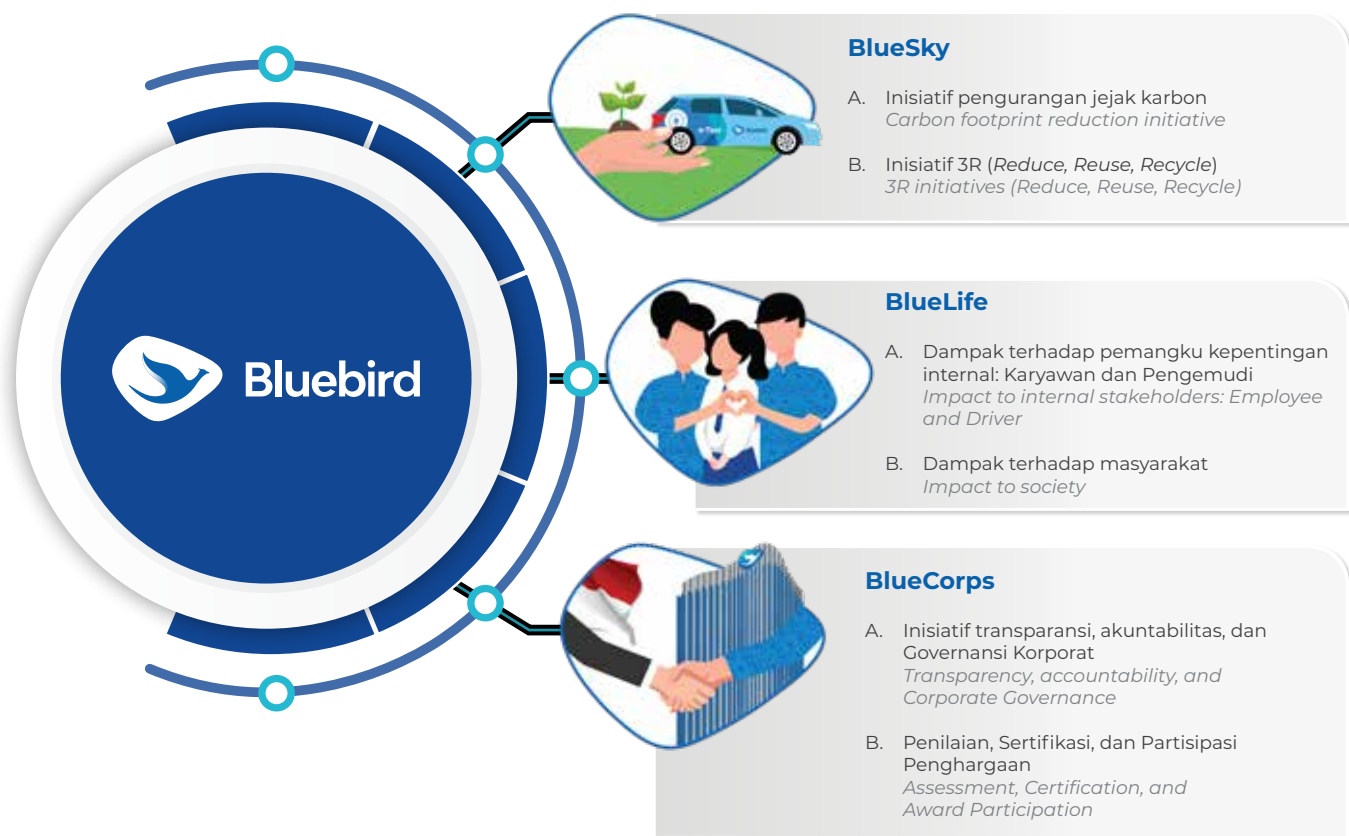 Bluebird
BlueSky
A. Inisiatif pengurangan jejak karbon
Carbon footprint reduction initiative
B. Inisiatif 3R (Reduce, Reuse, Recycle)
3R initiatives (Reduce, Reuse, Recycle)
BlueLife
A. Dampak terhadap pemangku kepentingan
internal: Karyawan dan Pengemudi
Impact to internal stakeholders: Employee
and Driver
B. Dampak terhadap masyarakat
Impact to society
BlueCorps
A. Inisiatif transparansi, akuntabilitas, dan
Governansi Korporat
Transparency, accountability, and
Corporate Governance
B. Penilaian, Sertifikasi, dan Partisipasi
Penghargaan
Assessment, Certification, and
Award Participation